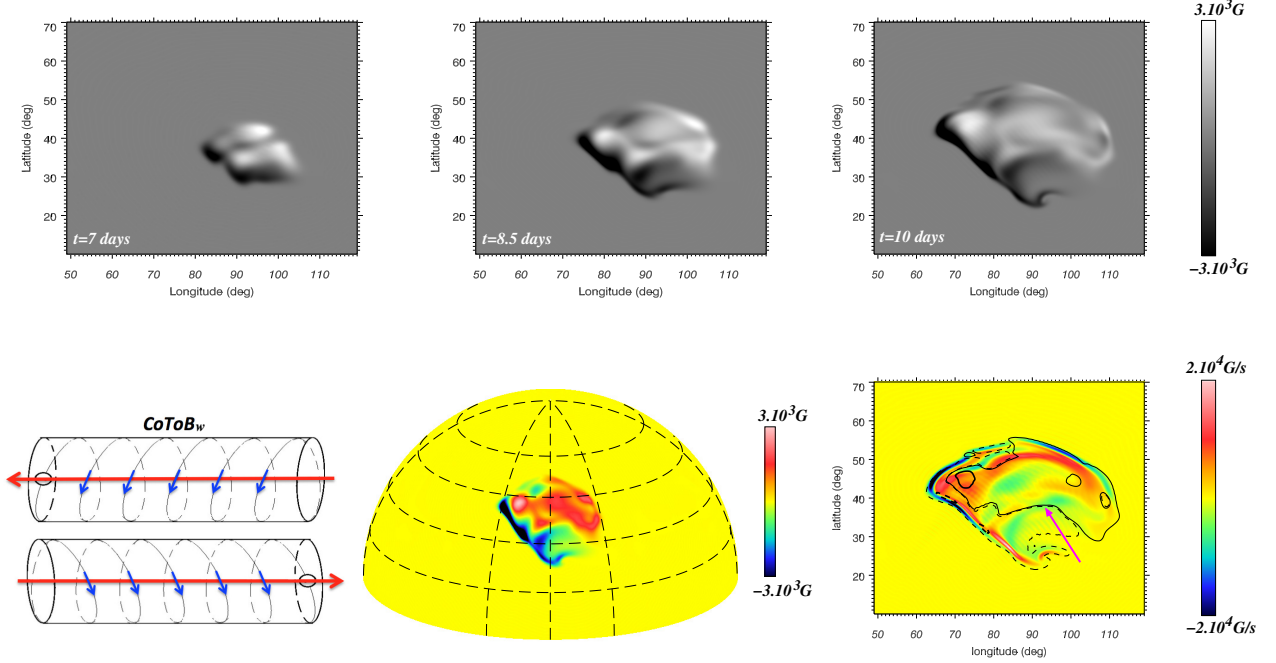 3.10³G
70
60
50
40
30
20
Latitude (deg)
t=7 days
50 60 70 80 90 100 110
Longitude (deg)
70
60
50
40
30
20
Latitude (deg)
t=8.5 days
50 60 70 80 90 100 110
Longitude (deg)
70
60
50
40
30
20
Latitude (deg)
t=10 days
50 60 70 80 90 100 110
Longitude (deg)
−3.10³G
CoToBw
3.10³G
−3.10³G
70
60
50
40
30
20
latitude (deg)
50 60 70 80 90 100 110
longitude (deg)
2.10⁴G/s
−2.10⁴G/s